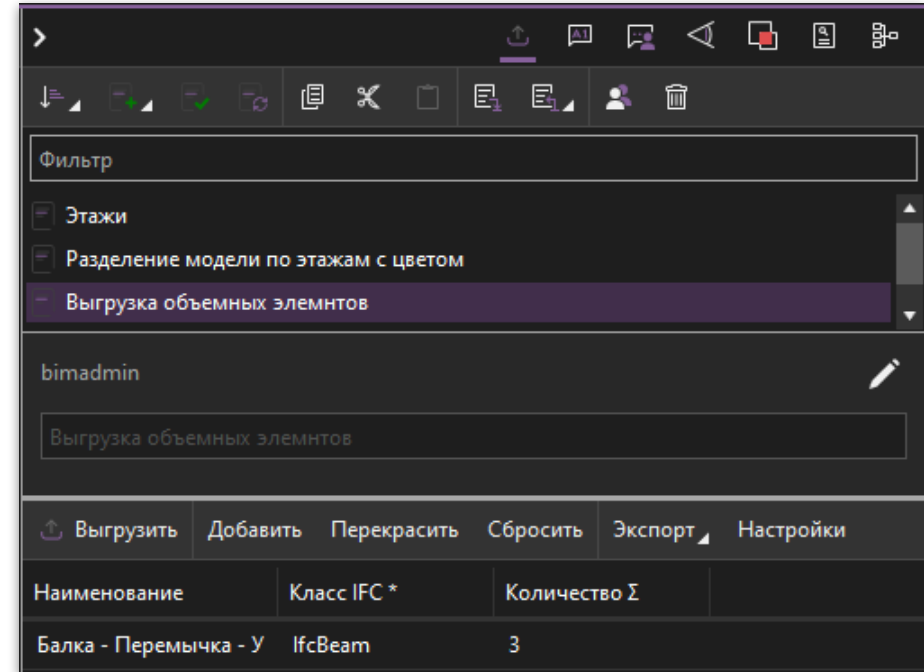 A1
Фильтр
Этажи
Разделение модели по этажам с цветом
Выгрузка объемных элемнтов
bimadmin
Выгрузка объемных элемнтов
Выгрузить Добавить Перекрасить Сбросить Экспорт Настройки
Наименование Класс IFC * Количество Σ
Балка - Перемычка - У IfcBeam 3